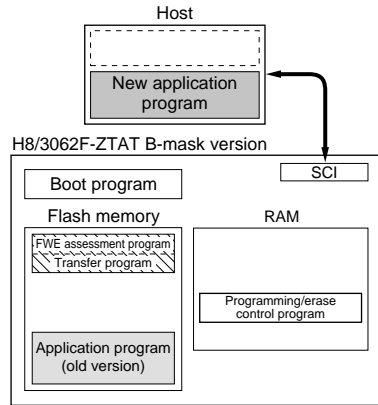 Host
New application
program
H8/3062F-ZTAT B-mask version
SCI
Boot program
Flash memory
RAM
FWE assessment program
Transfer program
Programming/erase
control program
Application program
(old version)